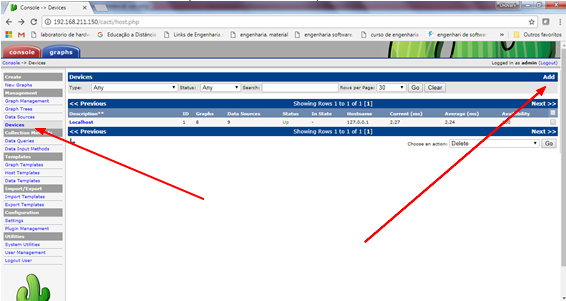 Console -> Devices
192.168.211.150/cacti/host.php
Apps M laboratorio de hardw Educação a Distânci Links de Engenharia engenharia. material engenharia software. curso de engenhari engenhari de softwar Outros favoritos
console graphs
Console -> Devices Logged in as admin (Logout)
Create
New Graphs
Management
Graph Management
Graph Trees
Data Sources
Devices
Collection Methods
Data Queries
Data Input Methods
Templates
Graph Templates
Host Templates
Data Templates
Import/Export
Import Templates
Export Templates
Configuration
Settings
Plugin Management
Utilities
System Utilities
User Management
Logout User
Devices Add
Type: Any Status: Any Search: Rows per Page: 30 Go Clear
<< Previous Showing Rows 1 to 1 of 1 [1] Next >>
Description** ID Graphs Data Sources Status In State Hostname Current (ms) Average (ms) Availability
Localhost 1 8 9 Up - 127.0.0.1 2.27 2.24
<< Previous Showing Rows 1 to 1 of 1 [1] Next >>
Choose an action: Delete Go